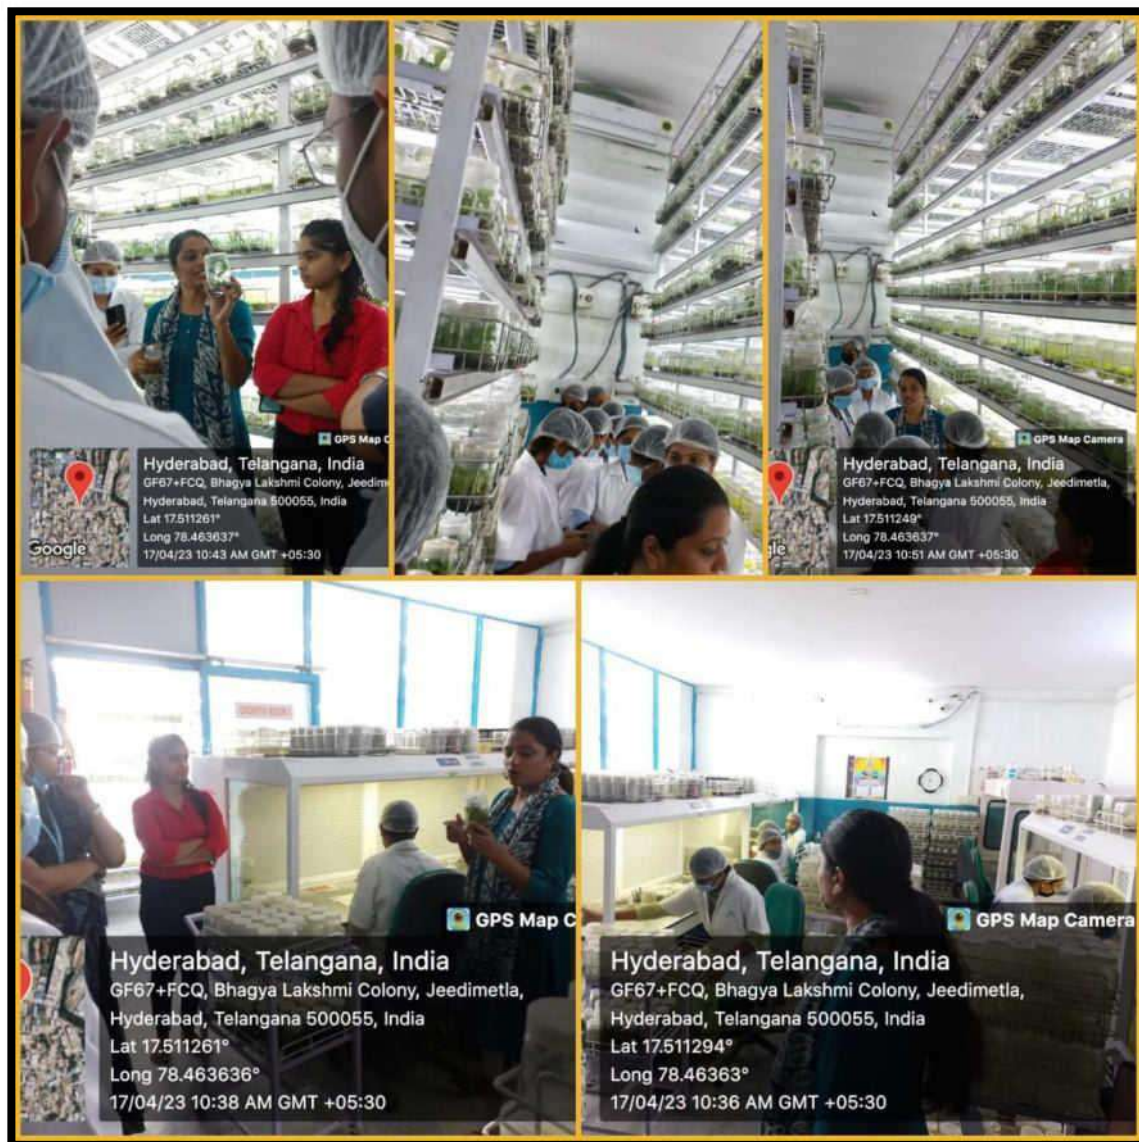 GPS Map C
Hyderabad, Telangana, India
GF67+FCQ, Bhagya Lakshmi Colony, Jeedim
Hyderabad, Telangana 500055, India
Lat 17.511261°
Long 78.463637°
17/04/23 10:43 AM GMT +05:30
Google
GPS Map Camera
Hyderabad, Telangana, India
GF67+FCQ, Bhagya Lakshmi Colony, Jeedimetla,
Hyderabad, Telangana 500055, India
Lat 17.511249°
Long 78.463637°
17/04/23 10:51 AM GMT +05:30
gle
GPS Map C
Hyderabad, Telangana, India
GF67+FCQ, Bhagya Lakshmi Colony, Jeedimetla,
Hyderabad, Telangana 500055, India
Lat 17.511261°
Long 78.463636°
17/04/23 10:38 AM GMT +05:30
GPS Map Camera
Hyderabad, Telangana, India
GF67+FCQ, Bhagya Lakshmi Colony, Jeedimetla,
Hyderabad, Telangana 500055, India
Lat 17.511294°
Long 78.46363°
17/04/23 10:36 AM GMT +05:30